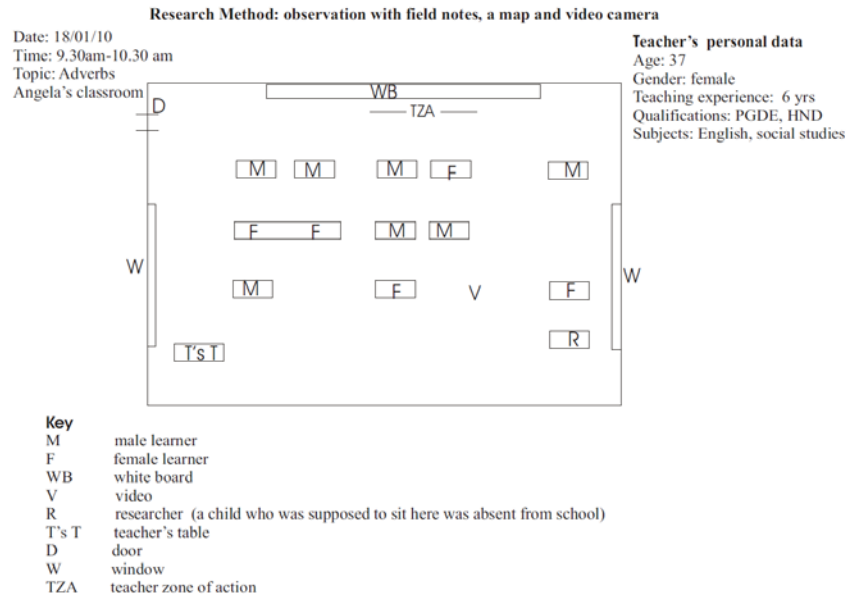 Research Method: observation with field notes, a map and video camera
Date: 18/01/10
Time: 9.30am-10.30 am
Topic: Adverbs
Angela's classroom
Teacher's personal data
Age: 37
Gender: female
Teaching experience: 6 yrs
Qualifications: PGDE, HND
Subjects: English, social studies
WB
D
TZA
M M M F M
F F M M
W W
M F V F
R
T's T
Key
M male learner
F female learner
WB white board
V video
R researcher (a child who was supposed to sit here was absent from school)
T's T teacher's table
D door
W window
TZA teacher zone of action